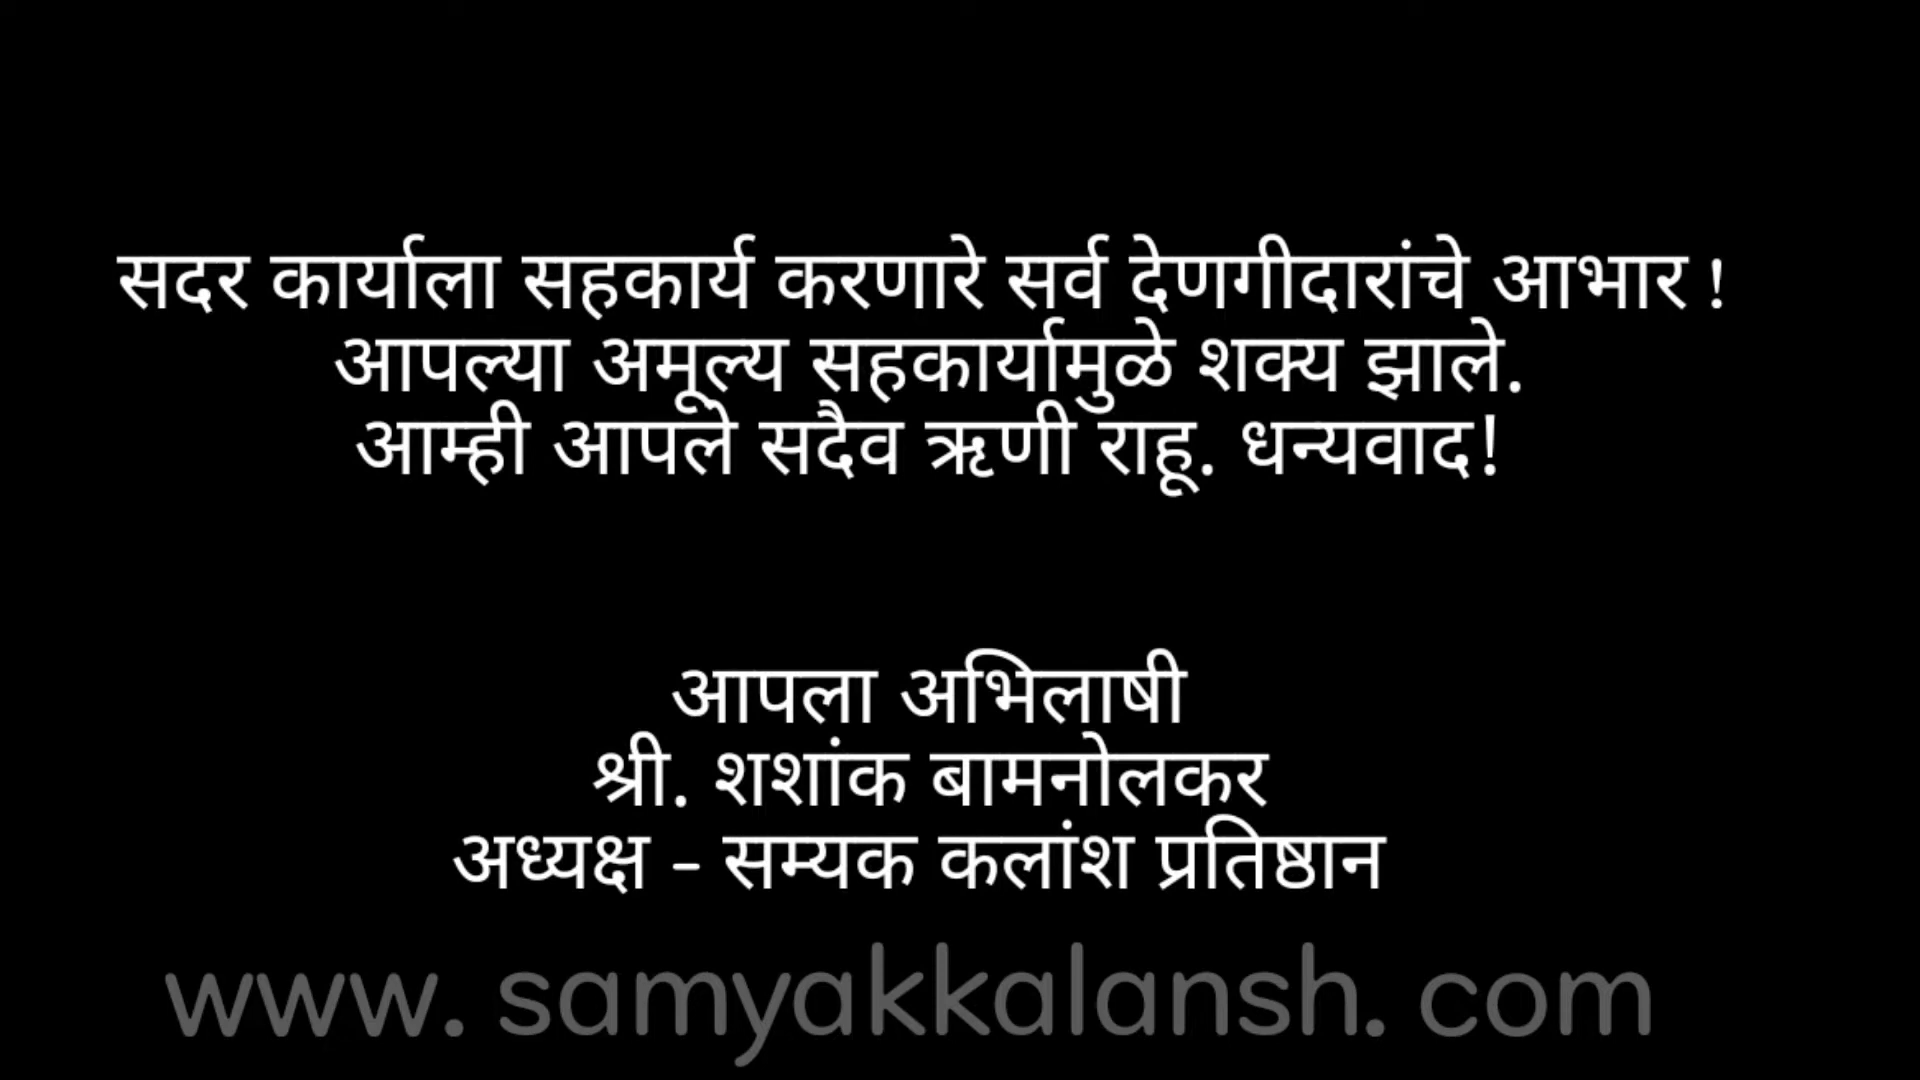 सदर कार्याला सहकार्य करणारे सर्व देणगीदारांचे आभार !
आपल्या अमूल्य सहकार्यामुळे शक्य झाले.
आम्ही आपले सदैव ऋणी राहू. धन्यवाद!
आपला अभिलाषी
श्री. शशांक बामनोलकर
अध्यक्ष - सम्यक कलांश प्रतिष्ठान
www. samyakkalansh. com